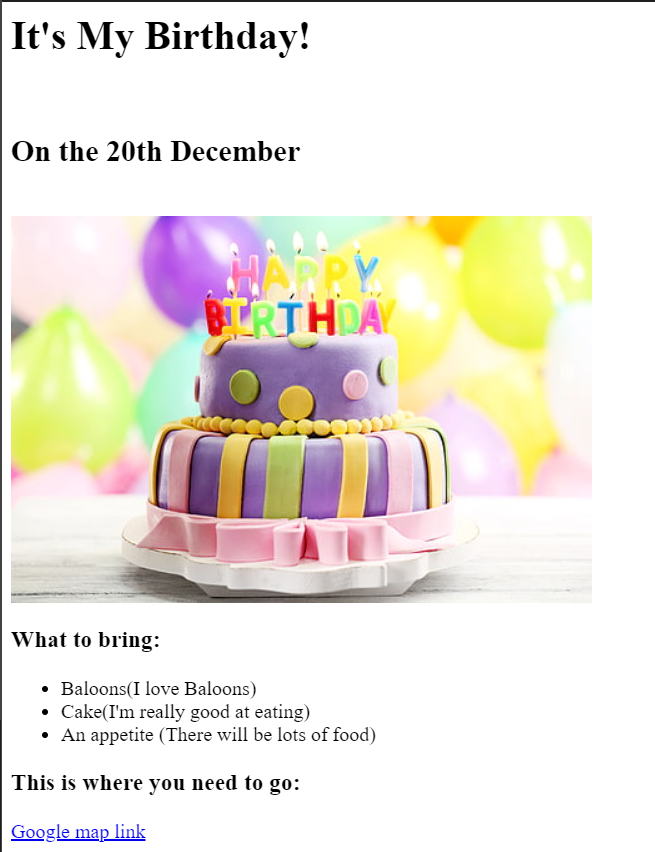 It's My Birthday!
On the 20th December
HAPPY
BIRTHDAY
What to bring:
Baloons(I love Baloons)
Cake(I'm really good at eating)
An appetite (There will be lots of food)
This is where you need to go:
Google map link